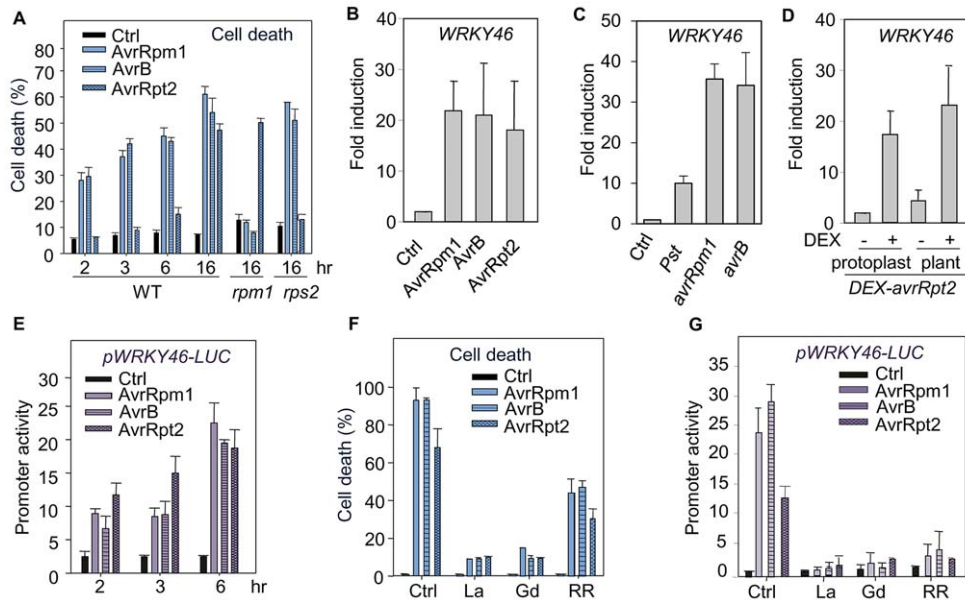 A
Cell death
Ctrl
AvrRpm1
AvrB
AvrRpt2
Cell death (%)
80
60
50
40
30
20
10
0
2 3 6 16 16 16 hr
WT rpm1 rps2
B
WRKY46
Fold induction
40
30
20
10
0
Ctrl
AvrRpm1
AvrB
AvrRpt2
C
WRKY46
Fold induction
50
40
30
20
10
0
Ctrl
Pst
avrRpm1
avrB
D
WRKY46
Fold induction
40
30
20
10
0
DEX - + - +
protoplast plant
DEX-avrRpt2
E
pWRKY46-LUC
Ctrl
AvrRpm1
AvrB
AvrRpt2
Promoter activity
30
25
20
15
10
5
0
2 3 6 hr
F
Cell death
Ctrl
AvrRpm1
AvrB
AvrRpt2
Cell death (%)
100
80
60
40
20
0
Ctrl La Gd RR
G
pWRKY46-LUC
Ctrl
AvrRpm1
AvrB
AvrRpt2
Promoter activity
35
30
25
20
15
10
5
0
Ctrl La Gd RR